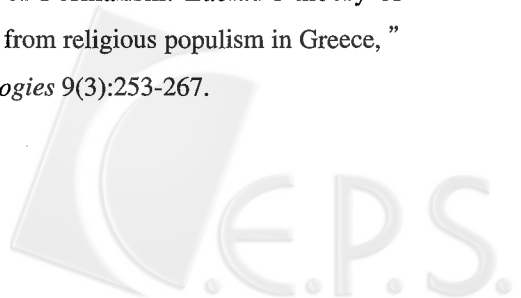 from religious populism in Greece, ”
ogies 9(3):253-267.
C.E.P.S.